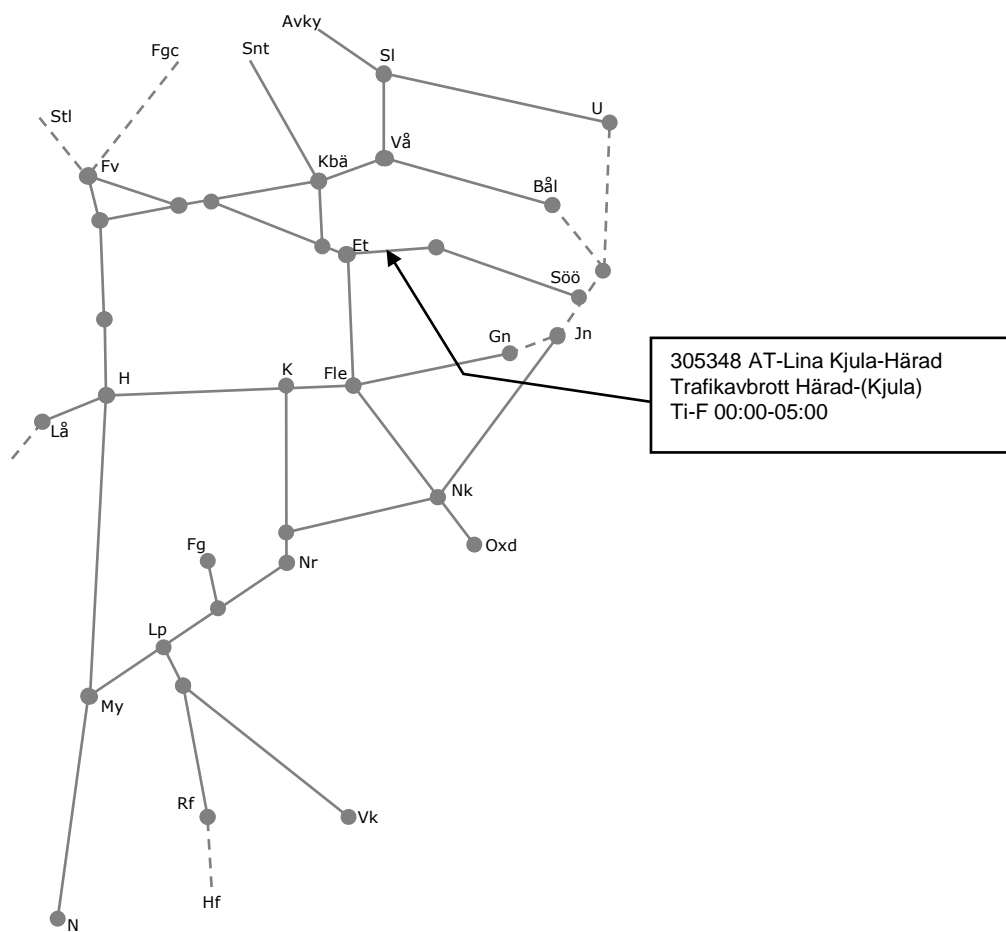 Avky
Fgc
Snt
Sl
Stl
U
Vå
Fv
Kbä
Bål
Et
Söö
Gn
Jn
H
K
Fle
305348 AT-Lina Kjula-Härad
Trafikavbrott Härad-(Kjula)
Ti-F 00:00-05:00
Lå
Nk
Fg
Nr
Oxd
Lp
My
Rf
Vk
Hf
N